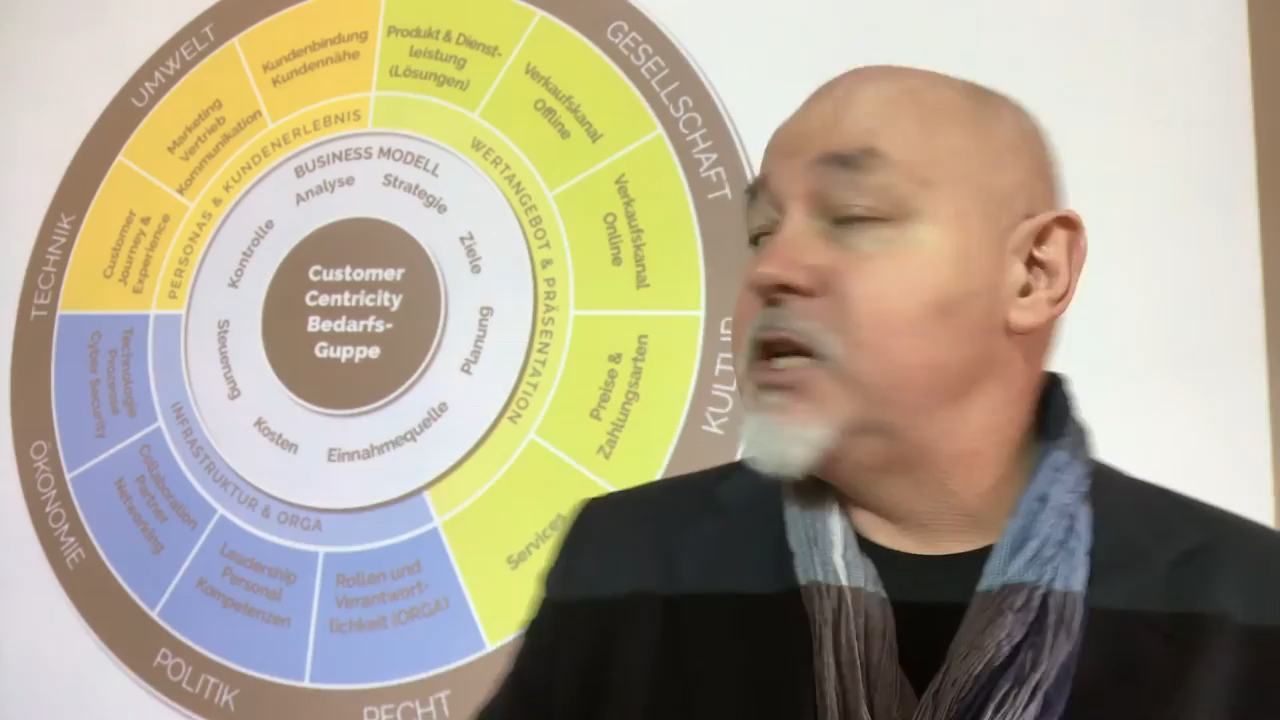 UMWELT
GESELLSCHAFT
TECHNIK
KULTUR
ÖKONOMIE
POLITIK
RECHT
Kundenbindung
Kundennähe
Produkt & Dienst-
leistung
(Lösungen)
Verkaufskanal
Offline
Marketing
Vertrieb
Kommunikation
Verkaufskanal
Online
Customer
Journey &
Experience
Preise &
Zahlungsarten
Technologie
Prozesse
Cyber Security
Collaboration
Partner
Networking
Leadership
Personal
Kompetenzen
Rollen und
Verantwort-
lichkeit (ORGA)
Services
PERSONAS & KUNDENERLEBNIS
WERTANGEBOT & PRÄSENTATION
INFRASTRUKTUR & ORGA
BUSINESS MODELL
Analyse
Strategie
Ziele
Planung
Einnahmequelle
Kosten
Steuerung
Kontrolle
Customer
Centricity
Bedarfs-
Guppe